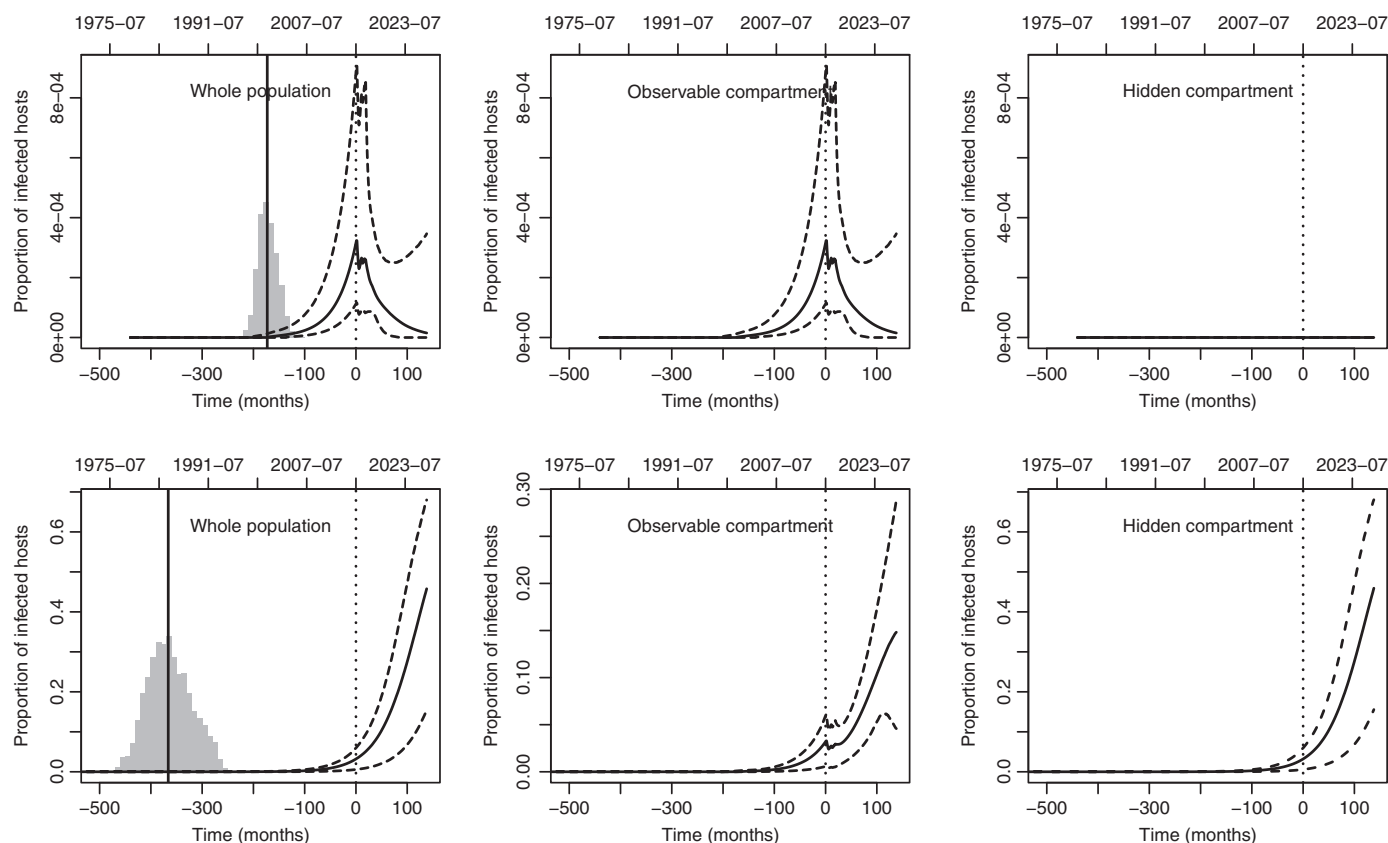 1975−07 1991−07 2007−07 2023−07
Whole population
Proportion of infected hosts
0e+00 4e−04 8e−04
−500 −300 −100 0 100
Time (months)
1975−07 1991−07 2007−07 2023−07
Observable compartment
Proportion of infected hosts
0e+00 4e−04 8e−04
−500 −300 −100 0 100
Time (months)
1975−07 1991−07 2007−07 2023−07
Hidden compartment
Proportion of infected hosts
0e+00 4e−04 8e−04
−500 −300 −100 0 100
Time (months)
1975−07 1991−07 2007−07 2023−07
Whole population
Proportion of infected hosts
0.0 0.2 0.4 0.6
−500 −300 −100 0 100
Time (months)
1975−07 1991−07 2007−07 2023−07
Observable compartment
Proportion of infected hosts
0.00 0.10 0.20 0.30
−500 −300 −100 0 100
Time (months)
1975−07 1991−07 2007−07 2023−07
Hidden compartment
Proportion of infected hosts
0.0 0.2 0.4 0.6
−500 −300 −100 0 100
Time (months)